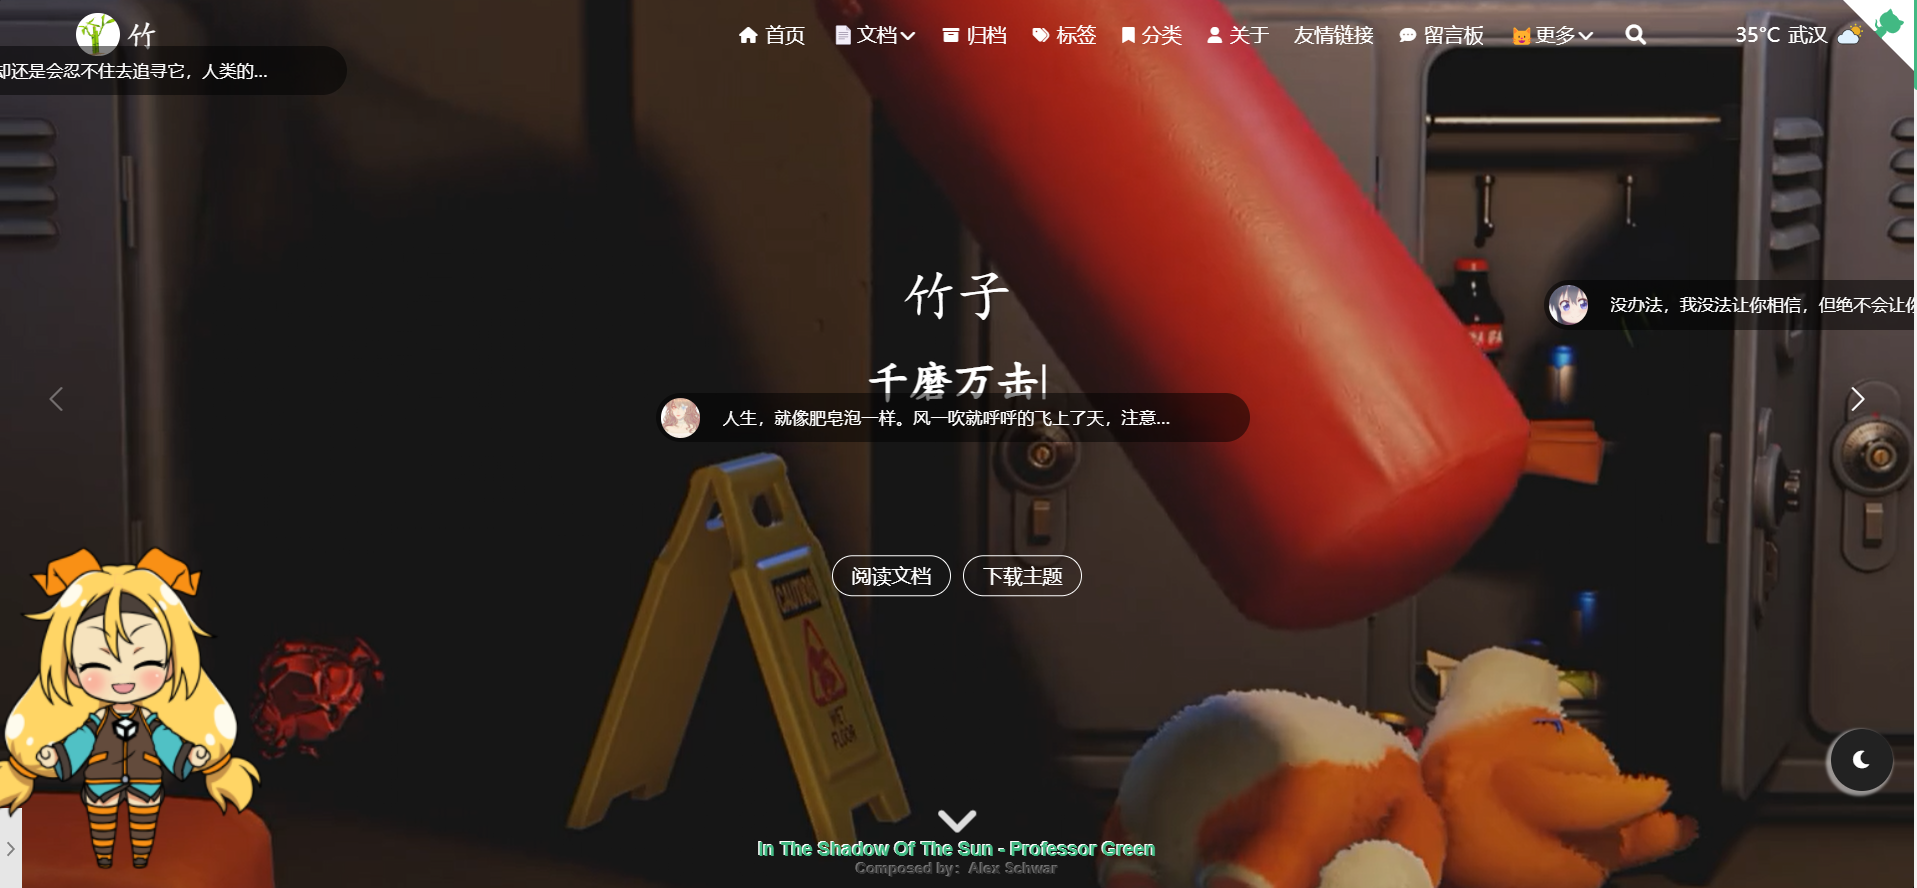 竹
首页
文档
归档
标签
分类
关于
友情链接
留言板
更多
35°C 武汉
却还是会忍不住去追寻它，人类的...
竹子
没办法，我没法让你相信，但绝不会让你
千磨万击
人生，就像肥皂泡一样。风一吹就呼呼的飞上了天，注意...
阅读文档
下载主题
CAUTION
WET
FLOOR
In The Shadow Of The Sun - Professor Green
Composed by： Alex Schwar